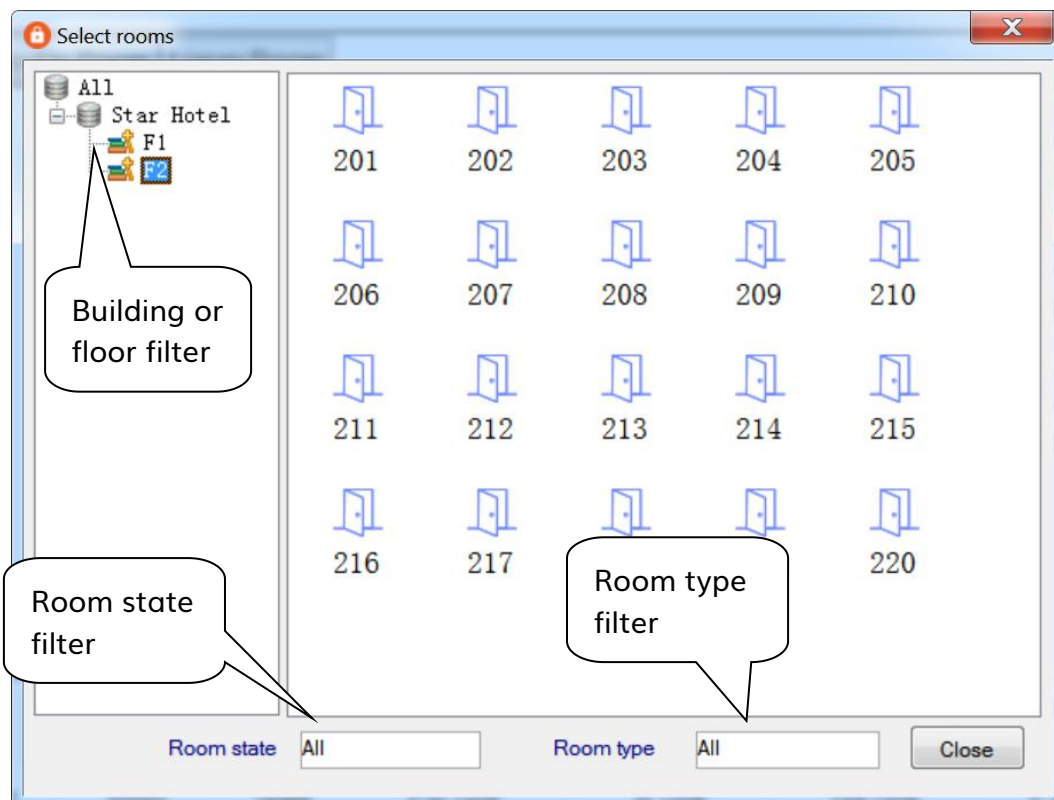 Select rooms
X
All
Star Hotel
F1
F2
201 202 203 204 205
206 207 208 209 210
211 212 213 214 215
216 217 220
Building or
floor filter
Room state
filter
Room type
filter
Room state All Room type All Close